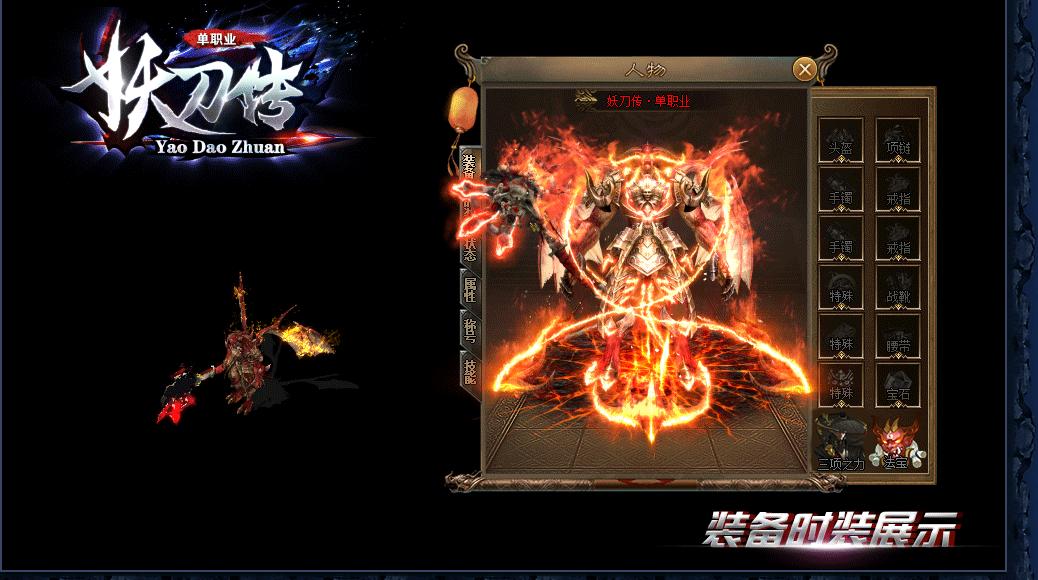 单职业
妖刀传
Yao Dao Zhuan
人物
妖刀传·单职业
装备
状态
属性
称号
技能
头盔
项链
手镯
戒指
手镯
戒指
特殊
战靴
特殊
腰带
特殊
宝石
三项之力
法宝
装备时装展示